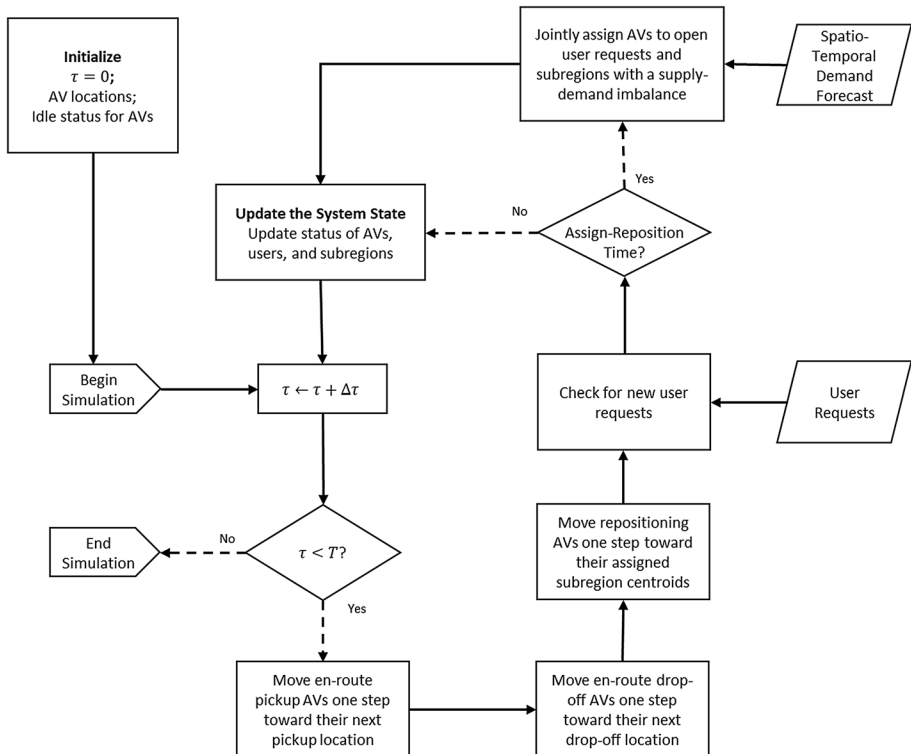 Initialize
τ = 0;
AV locations;
Idle status for AVs
Jointly assign AVs to open
user requests and
subregions with a supply-
demand imbalance
Spatio-
Temporal
Demand
Forecast
Yes
No
Assign-Reposition
Time?
Update the System State
Update status of AVs,
users, and subregions
Begin
Simulation
τ ← τ + Δτ
Check for new user
requests
User
Requests
End
Simulation
No
τ < T?
Yes
Move repositioning
AVs one step toward
their assigned
subregion centroids
Move en-route
pickup AVs one step
toward their next
pickup location
Move en-route drop-
off AVs one step
toward their next
drop-off location